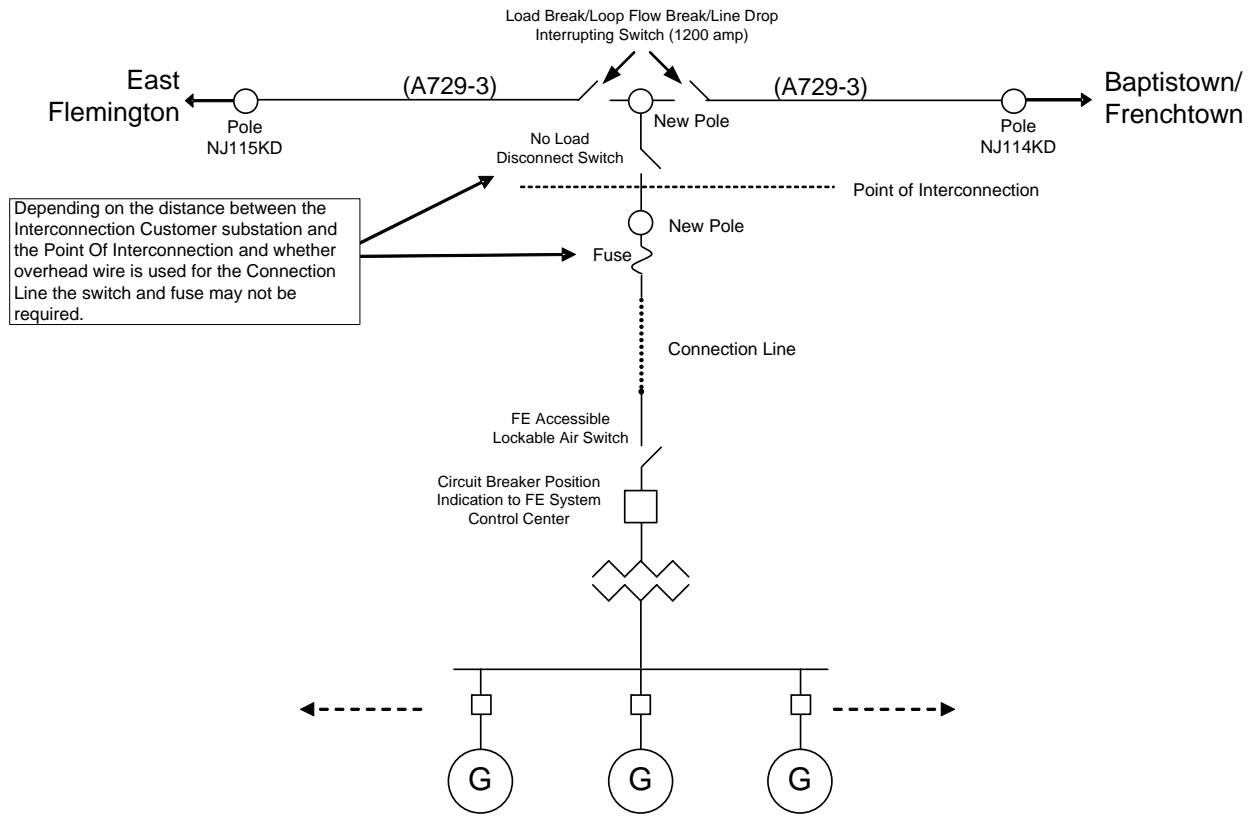 Load Break/Loop Flow Break/Line Drop
Interrupting Switch (1200 amp)
East
Flemington
(A729-3)
(A729-3)
Baptistown/
Frenchtown
Pole
NJ115KD
New Pole
Pole
NJ114KD
No Load
Disconnect Switch
Point of Interconnection
Depending on the distance between the
Interconnection Customer substation and
the Point Of Interconnection and whether
overhead wire is used for the Connection
Line the switch and fuse may not be
required.
New Pole
Fuse
Connection Line
FE Accessible
Lockable Air Switch
Circuit Breaker Position
Indication to FE System
Control Center
G
G
G